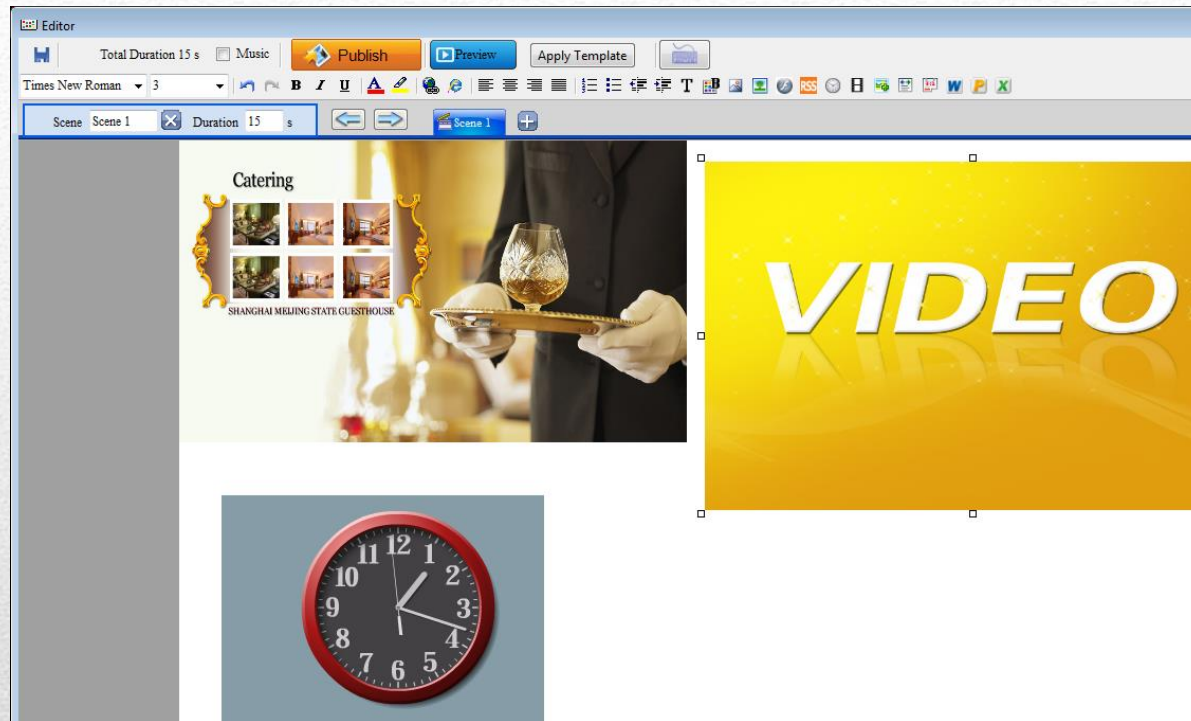 Editor
Total Duration 15 s Music Publish Preview Apply Template
Times New Roman 3 B I U A T B RSS W P X
Scene Scene 1 Duration 15 s Scene 1
Catering
SHANGHAI MEIJING STATE GUESTHOUSE
VIDEO
12
11 1
10 2
9 3
8 4
7 5
6